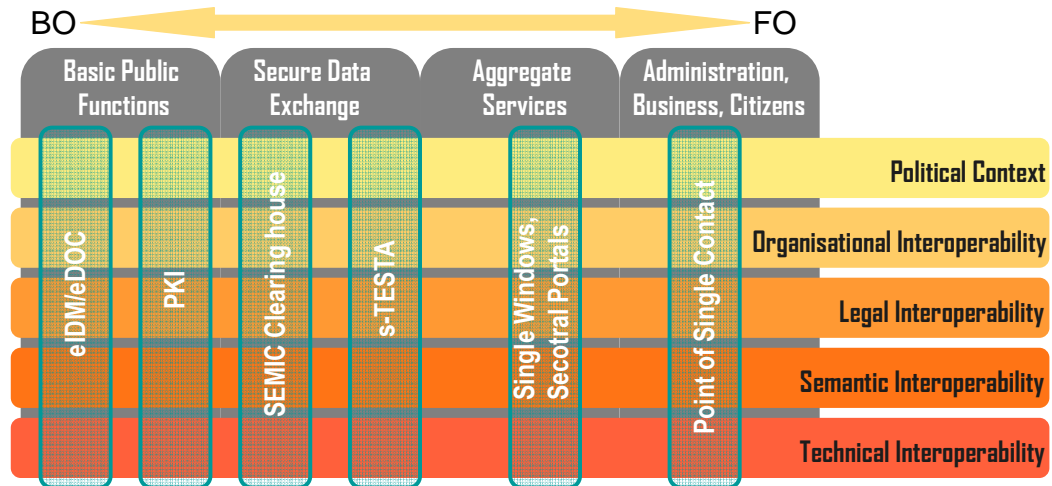 BO
FO
Basic Public
Functions
Secure Data
Exchange
Aggregate
Services
Administration,
Business, Citizens
Political Context
Organisational Interoperability
Legal Interoperability
Semantic Interoperability
Technical Interoperability
eIDM/eDOC
PKI
SEMIC Clearing house
s-TESTA
Single Windows,
Secotral Portals
Point of Single Contact